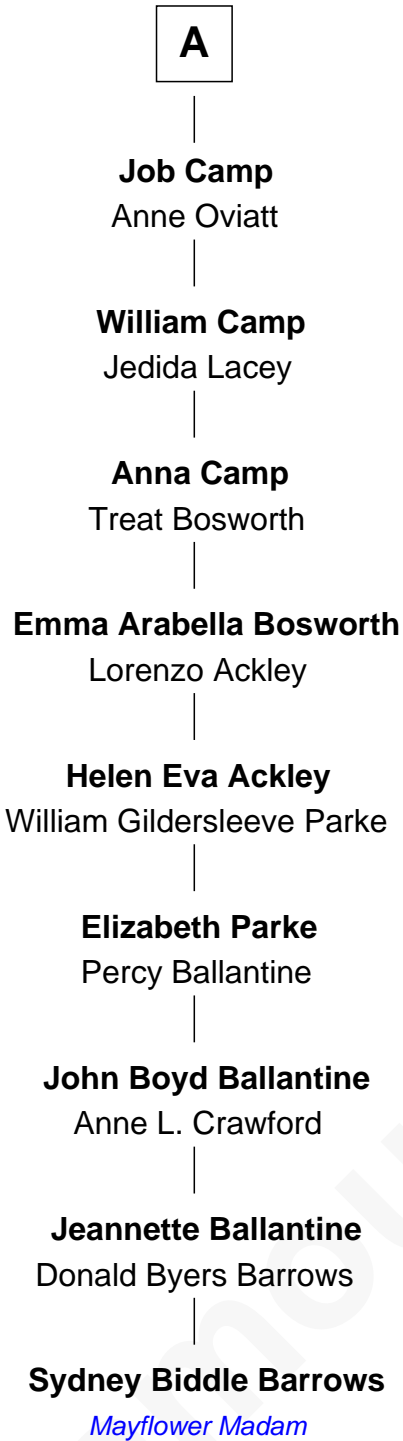 A
Job Camp
Anne Oviatt
William Camp
Jedida Lacey
Anna Camp
Treat Bosworth
Emma Arabella Bosworth
Lorenzo Ackley
Helen Eva Ackley
William Gildersleeve Parke
Elizabeth Parke
Percy Ballantine
John Boyd Ballantine
Anne L. Crawford
Jeannette Ballantine
Donald Byers Barrows
Sydney Biddle Barrows
Mayflower Madam